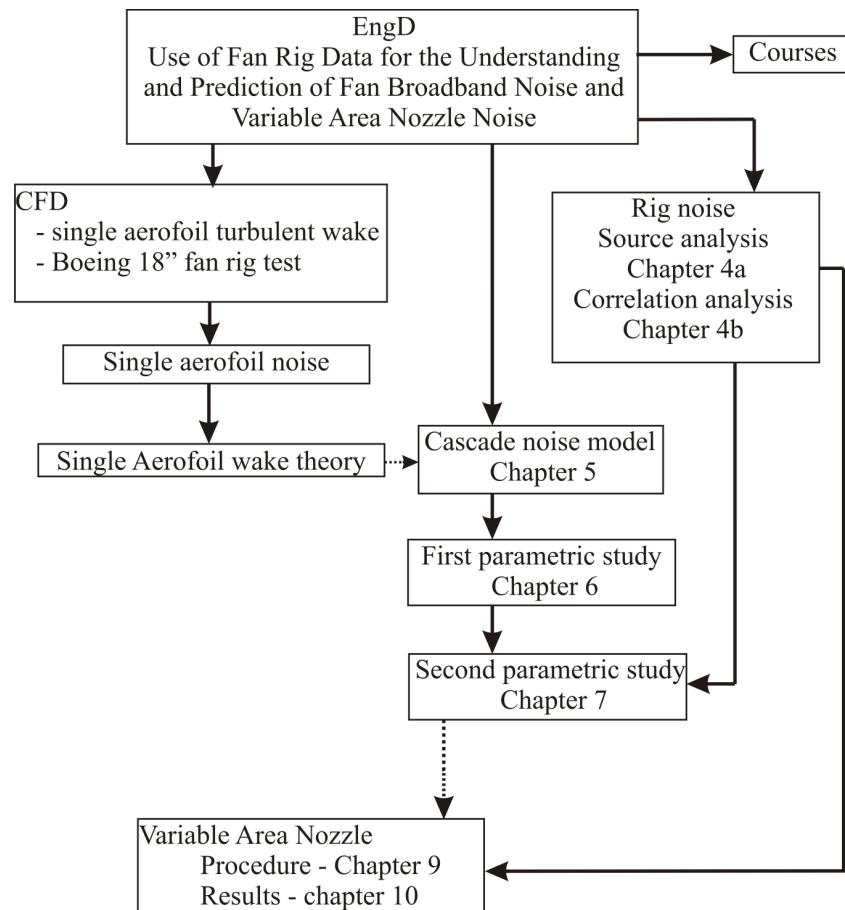 EngD
Use of Fan Rig Data for the Understanding
and Prediction of Fan Broadband Noise and
Variable Area Nozzle Noise
Courses
CFD
- single aerofoil turbulent wake
- Boeing 18” fan rig test
Rig noise
Source analysis
Chapter 4a
Correlation analysis
Chapter 4b
Single aerofoil noise
Single Aerofoil wake theory
Cascade noise model
Chapter 5
First parametric study
Chapter 6
Second parametric study
Chapter 7
Variable Area Nozzle
Procedure - Chapter 9
Results - chapter 10